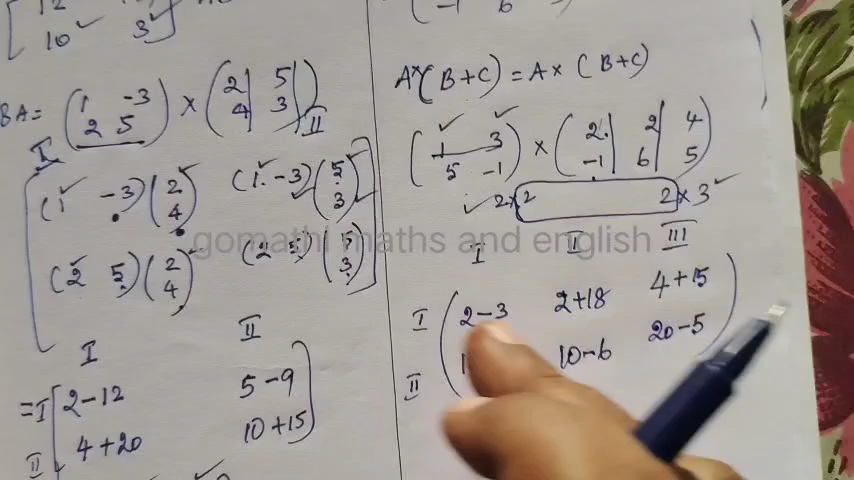 10 ✓ 3 ✓
-1 6
BA = ( 1 -3 ) × ( 2 | 5 | )
2 5 4 | 3 | II
I
(1 -3) ( 2 ) (1 -3) ( 5 )
4 3
(2 5) ( 2 ) (2 5) ( 5 )
4 3
I II
= I [ 2-12 5-9 ]
II 4+20 10+15
A × (B+C) = A × (B+C)
( 1 3 ) × ( 2 | 2 | 4 )
5 -1 -1 | 6 | 5
✓ 2×2 2×3 ✓
gomathi maths and english
I II III
I ( 2-3 2+18 4+15 )
II 10-6 20-5